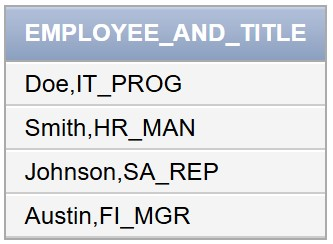 EMPLOYEE_AND_TITLE
Doe,IT_PROG
Smith,HR_MAN
Johnson,SA_REP
Austin,FI_MGR